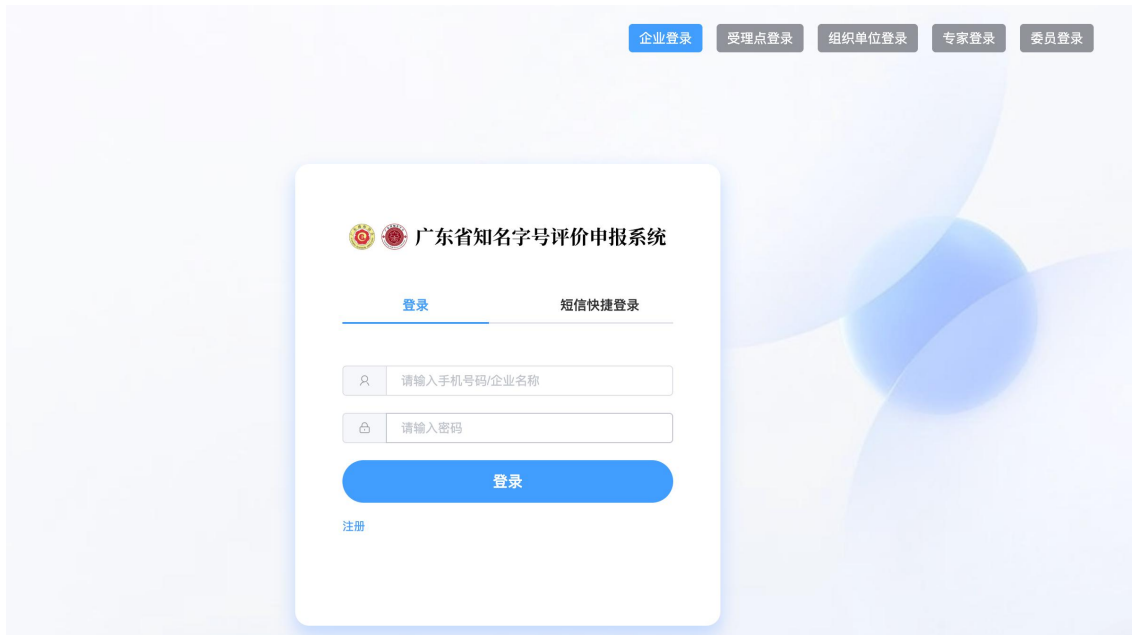 企业登录 受理点登录 组织单位登录 专家登录 委员登录
广东省知名字号评价申报系统
登录 短信快捷登录
请输入手机号码/企业名称
请输入密码
登录
注册